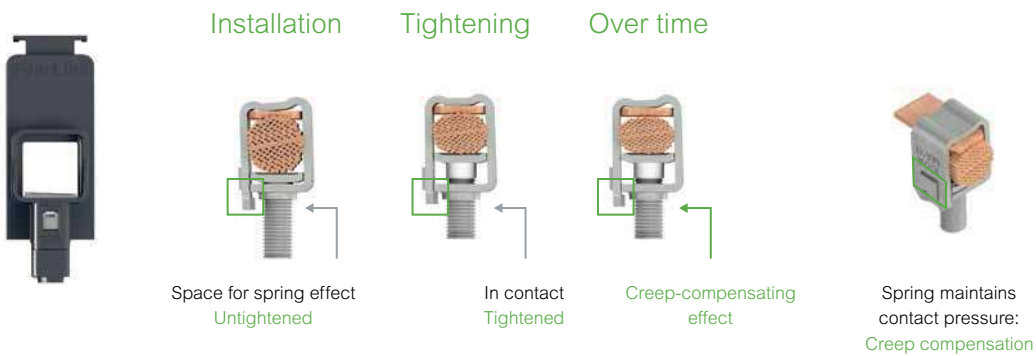 Installation
Tightening
Over time
EverLink
Space for spring effect
Untightened
In contact
Tightened
Creep-compensating
effect
Spring maintains
contact pressure:
Creep compensation